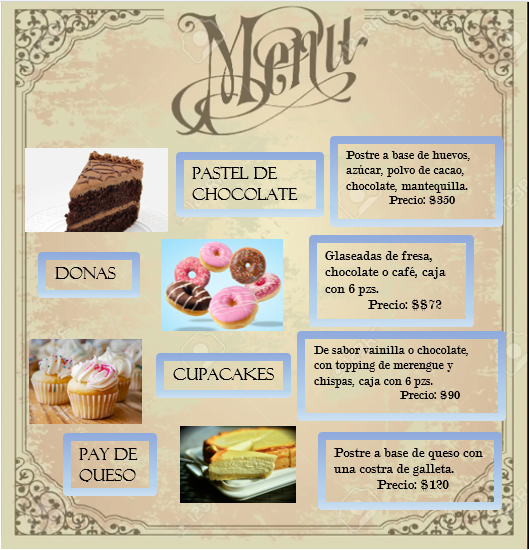 Menu
PASTEL DE
CHOCOLATE
Postre a base de huevos,
azúcar, polvo de cacao,
chocolate, mantequilla.
Precio: $350
DONAS
Glaseadas de fresa,
chocolate o café, caja
con 6 pzs.
Precio: $$72
CUPACAKES
De sabor vainilla o chocolate,
con topping de merengue y
chispas, caja con 6 pzs.
Precio: $90
PAY DE
QUESO
Postre a base de queso con
una costra de galleta.
Precio: $120